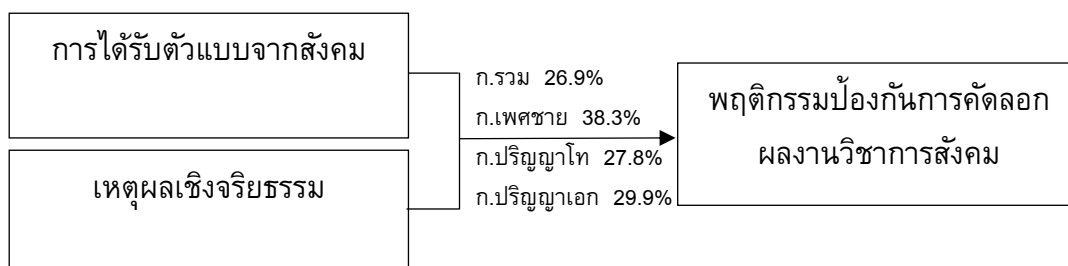 การได้รับตัวแบบจากสังคม
เหตุผลเชิงจริยธรรม
ก.รวม 26.9%
ก.เพศชาย 38.3%
ก.ปริญญาโท 27.8%
ก.ปริญญาเอก 29.9%
พฤติกรรมป้องกันการคัดลอก
ผลงานวิชาการสังคม